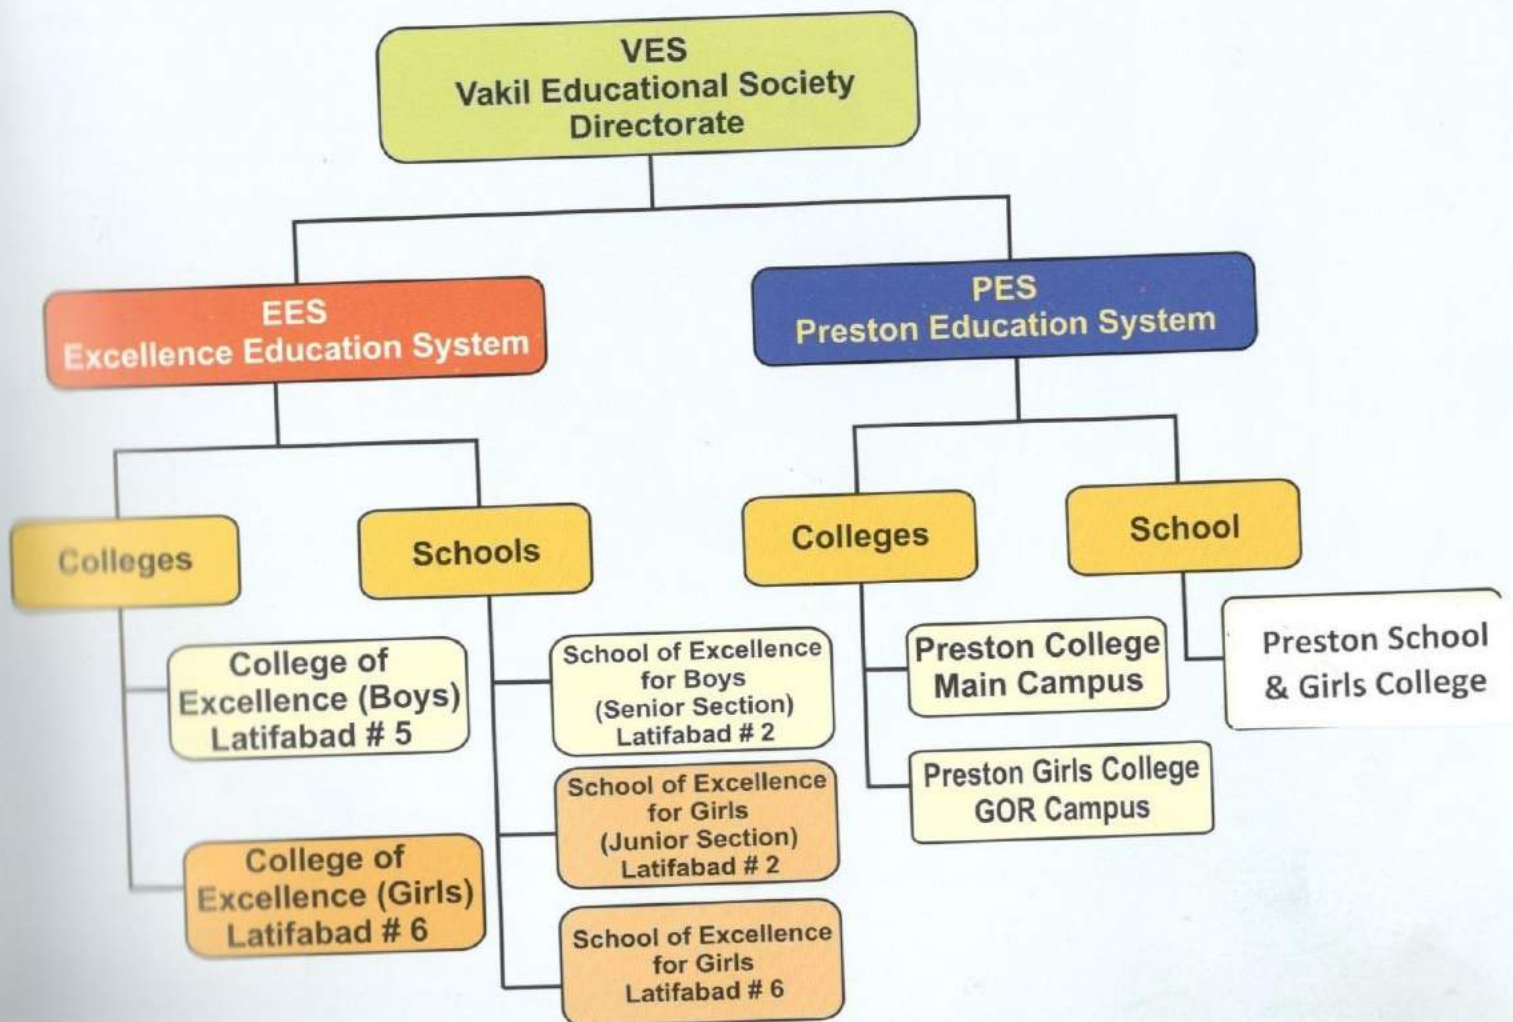 VES
Vakil Educational Society
Directorate
EES
Excellence Education System
PES
Preston Education System
Colleges
Schools
Colleges
School
College of
Excellence (Boys)
Latifabad # 5
College of
Excellence (Girls)
Latifabad # 6
School of Excellence
for Boys
(Senior Section)
Latifabad # 2
School of Excellence
for Girls
(Junior Section)
Latifabad # 2
School of Excellence
for Girls
Latifabad # 6
Preston College
Main Campus
Preston Girls College
GOR Campus
Preston School
& Girls College